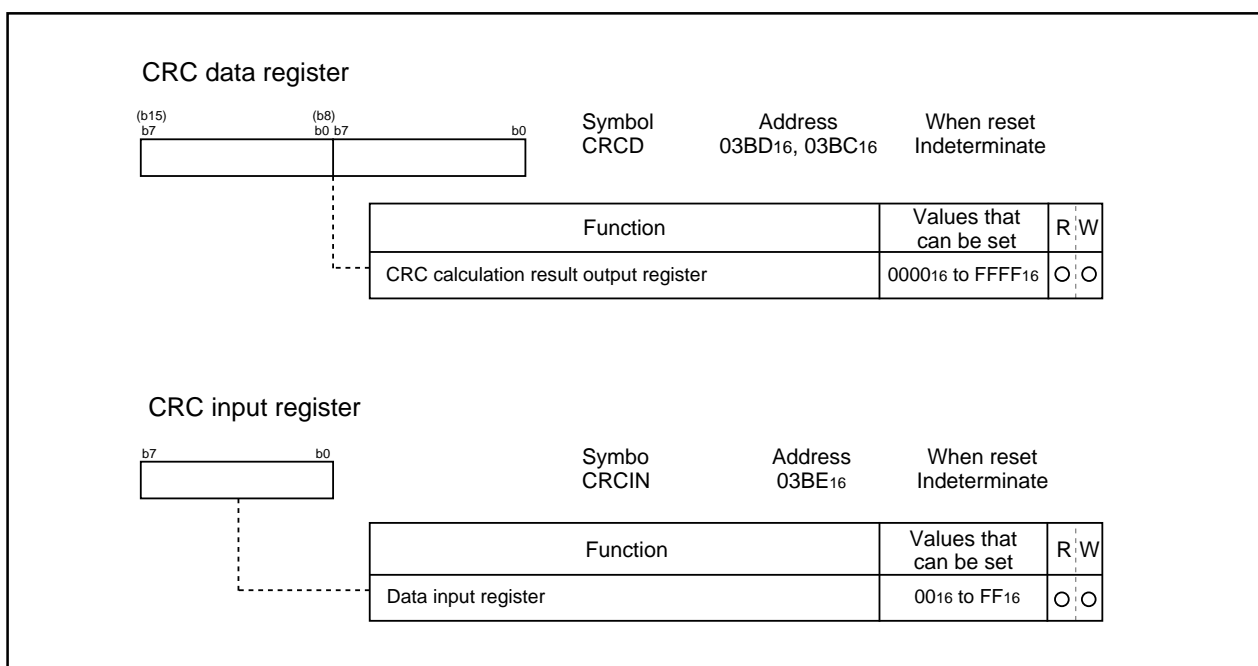 CRC data register
(b15) (b8)
b7 b0 b7 b0
Symbol Address When reset
CRCD 03BD16, 03BC16 Indeterminate
Function Values that can be set R W
CRC calculation result output register 000016 to FFFF16 O O
CRC input register
b7 b0
Symbo Address When reset
CRCIN 03BE16 Indeterminate
Function Values that can be set R W
Data input register 0016 to FF16 O O